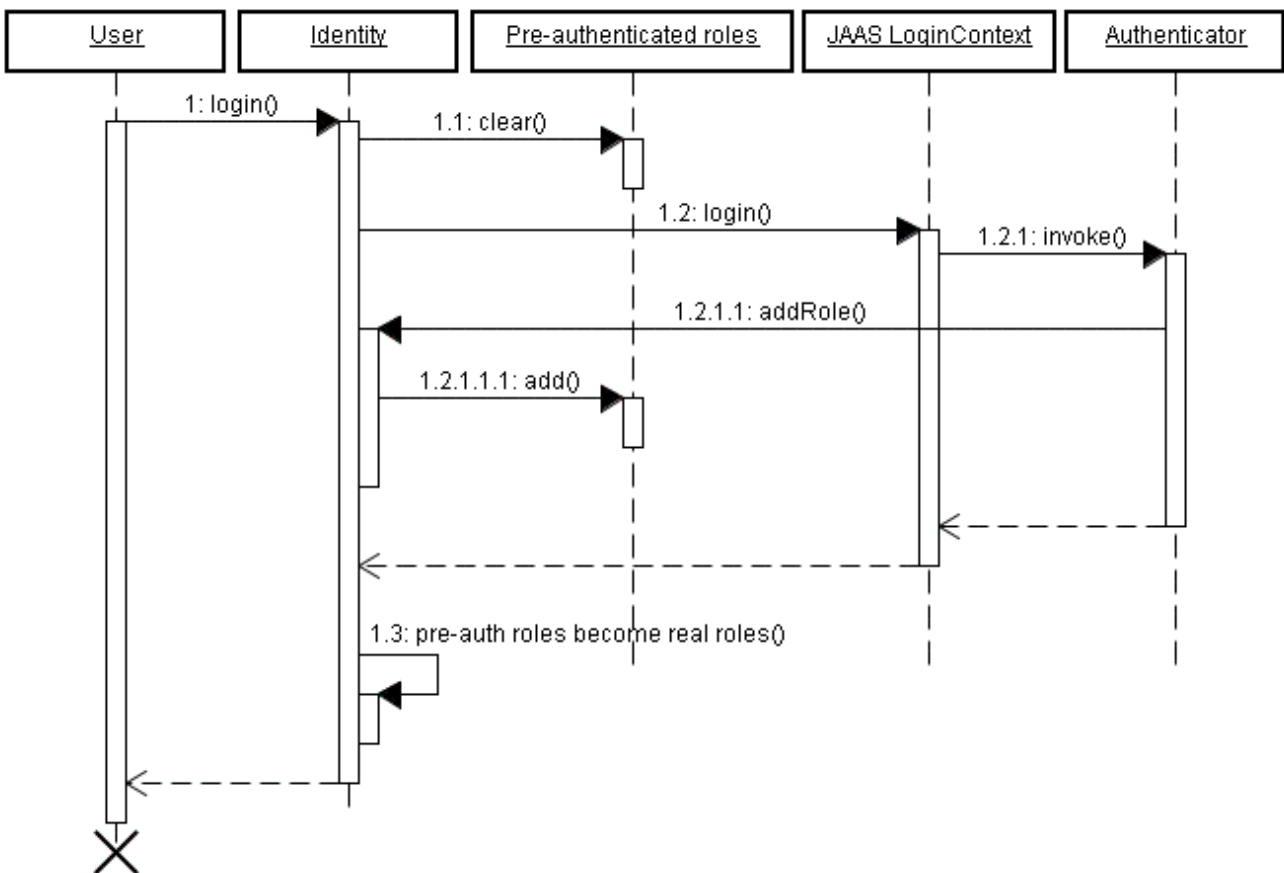 User
Identity
Pre-authenticated roles
JAAS LoginContext
Authenticator
1: login()
1.1: clear()
1.2: login()
1.2.1: invoke()
1.2.1.1: addRole()
1.2.1.1.1: add()
1.3: pre-auth roles become real roles()